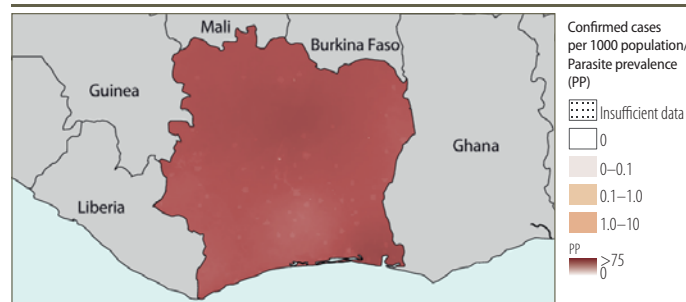 Mali
Burkina Faso
Guinea
Ghana
Liberia
Confirmed cases
per 1000 population/
Parasite prevalence
(PP)
Insufficient data
0
0–0.1
0.1–1.0
1.0–10
PP
>75
0